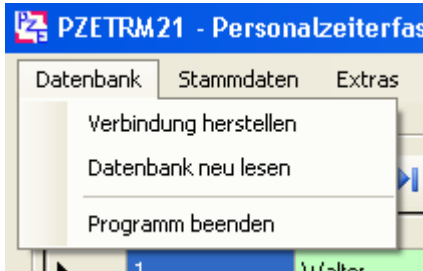 PZETRM21 - Personalzeiterfas
Datenbank Stammdaten Extras
Verbindung herstellen
Datenbank neu lesen
Programm beenden
1 Walter